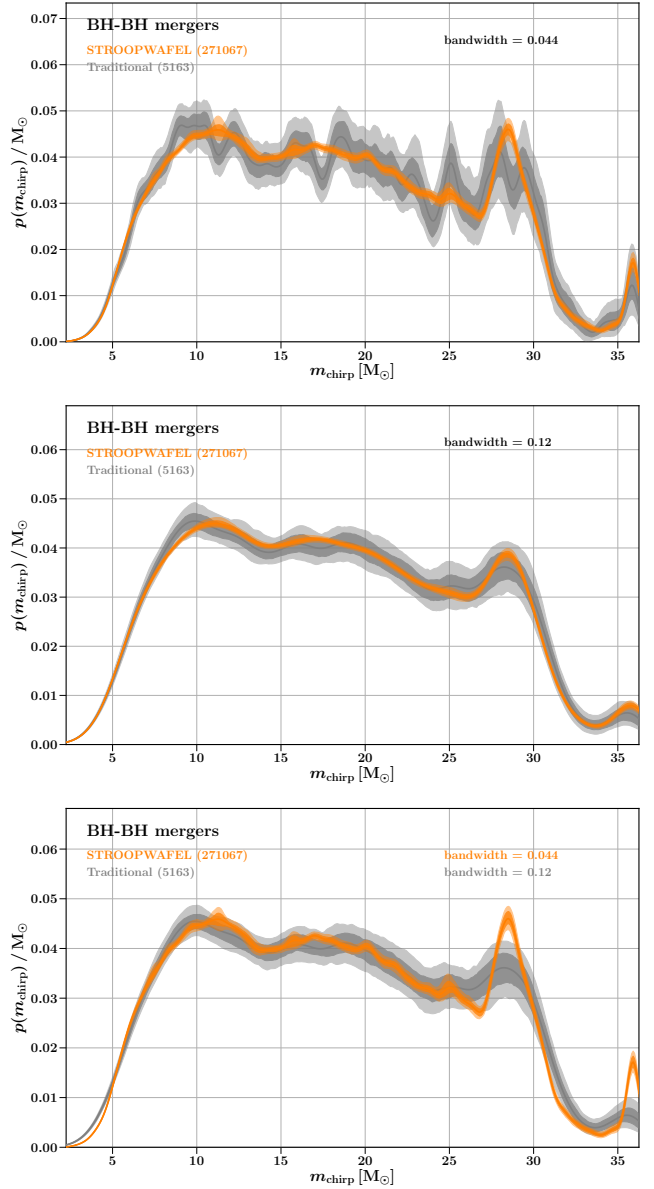 0.07
BH-BH mergers
bandwidth = 0.044
STROOPWAFEL (271067)
Traditional (5163)
0.06
0.05
0.04
0.03
0.02
0.01
0.00
p(m_chirp) / M_⊙
5 10 15 20 25 30 35
m_chirp [M_⊙]
BH-BH mergers
bandwidth = 0.12
STROOPWAFEL (271067)
Traditional (5163)
0.06
0.05
0.04
0.03
0.02
0.01
0.00
p(m_chirp) / M_⊙
5 10 15 20 25 30 35
m_chirp [M_⊙]
BH-BH mergers
STROOPWAFEL (271067) bandwidth = 0.044
Traditional (5163) bandwidth = 0.12
0.06
0.05
0.04
0.03
0.02
0.01
0.00
p(m_chirp) / M_⊙
5 10 15 20 25 30 35
m_chirp [M_⊙]